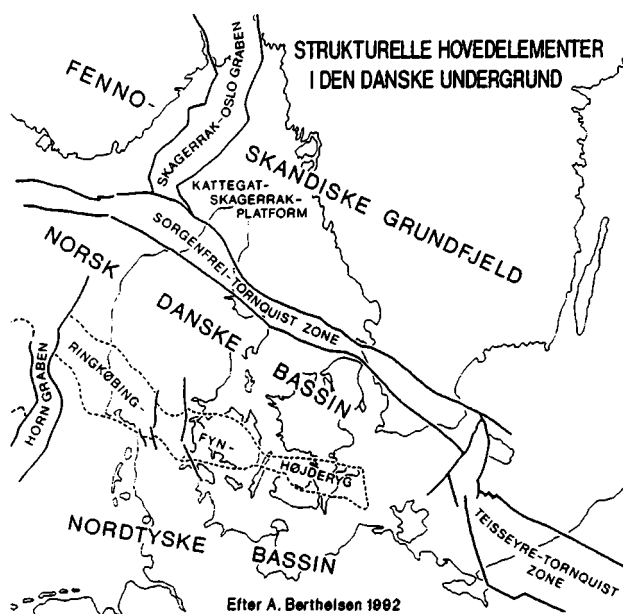 STRUKTURELLE HOVEDELEMENTER
I DEN DANSKE UNDERGRUND
FENNO-
SKAGERRAK-OSLO GRABEN
SKANDISKE GRUNDFJELD
KATTEGAT-
SKAGERRAK-
PLATFORM
SORGENFREI-TORNQUIST ZONE
NORSK
DANSKE
BASSIN
HORN GRABEN
RINGKØBING
FYN-
HØJDERYG
NORDTYSKE
BASSIN
TEISSEYRE-TORNQUIST
ZONE
Efter A. Berthelsen 1992